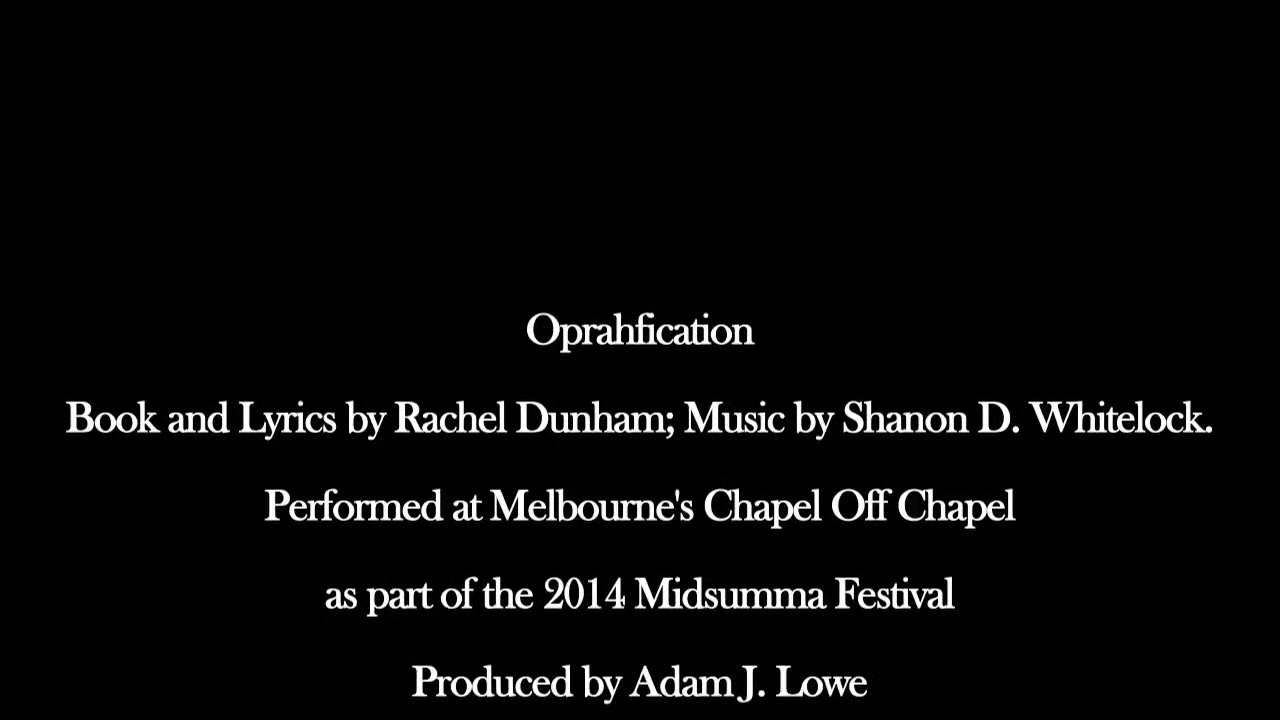 Oprahfication
Book and Lyrics by Rachel Dunham; Music by Shanon D. Whitelock.
Performed at Melbourne's Chapel Off Chapel
as part of the 2014 Midsumma Festival
Produced by Adam J. Lowe